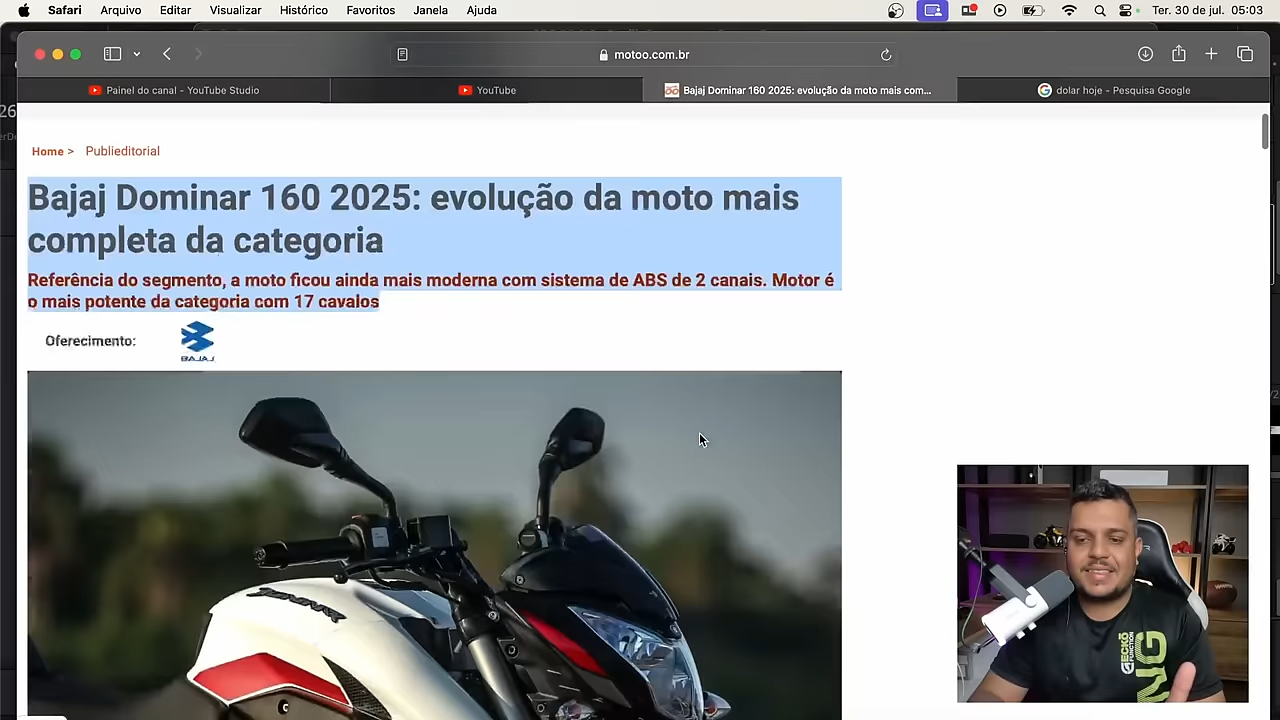 Safari Arquivo Editar Visualizar Histórico Favoritos Janela Ajuda Ter. 30 de jul. 05:03
motoo.com.br
Painel do canal - YouTube Studio
YouTube
Bajaj Dominar 160 2025: evolução da moto mais com...
dolar hoje - Pesquisa Google
Home > Publieditorial
Bajaj Dominar 160 2025: evolução da moto mais
completa da categoria
Referência do segmento, a moto ficou ainda mais moderna com sistema de ABS de 2 canais. Motor é
o mais potente da categoria com 17 cavalos
Oferecimento:
BAJAJ
ECKŌ
FUNCTION
NG